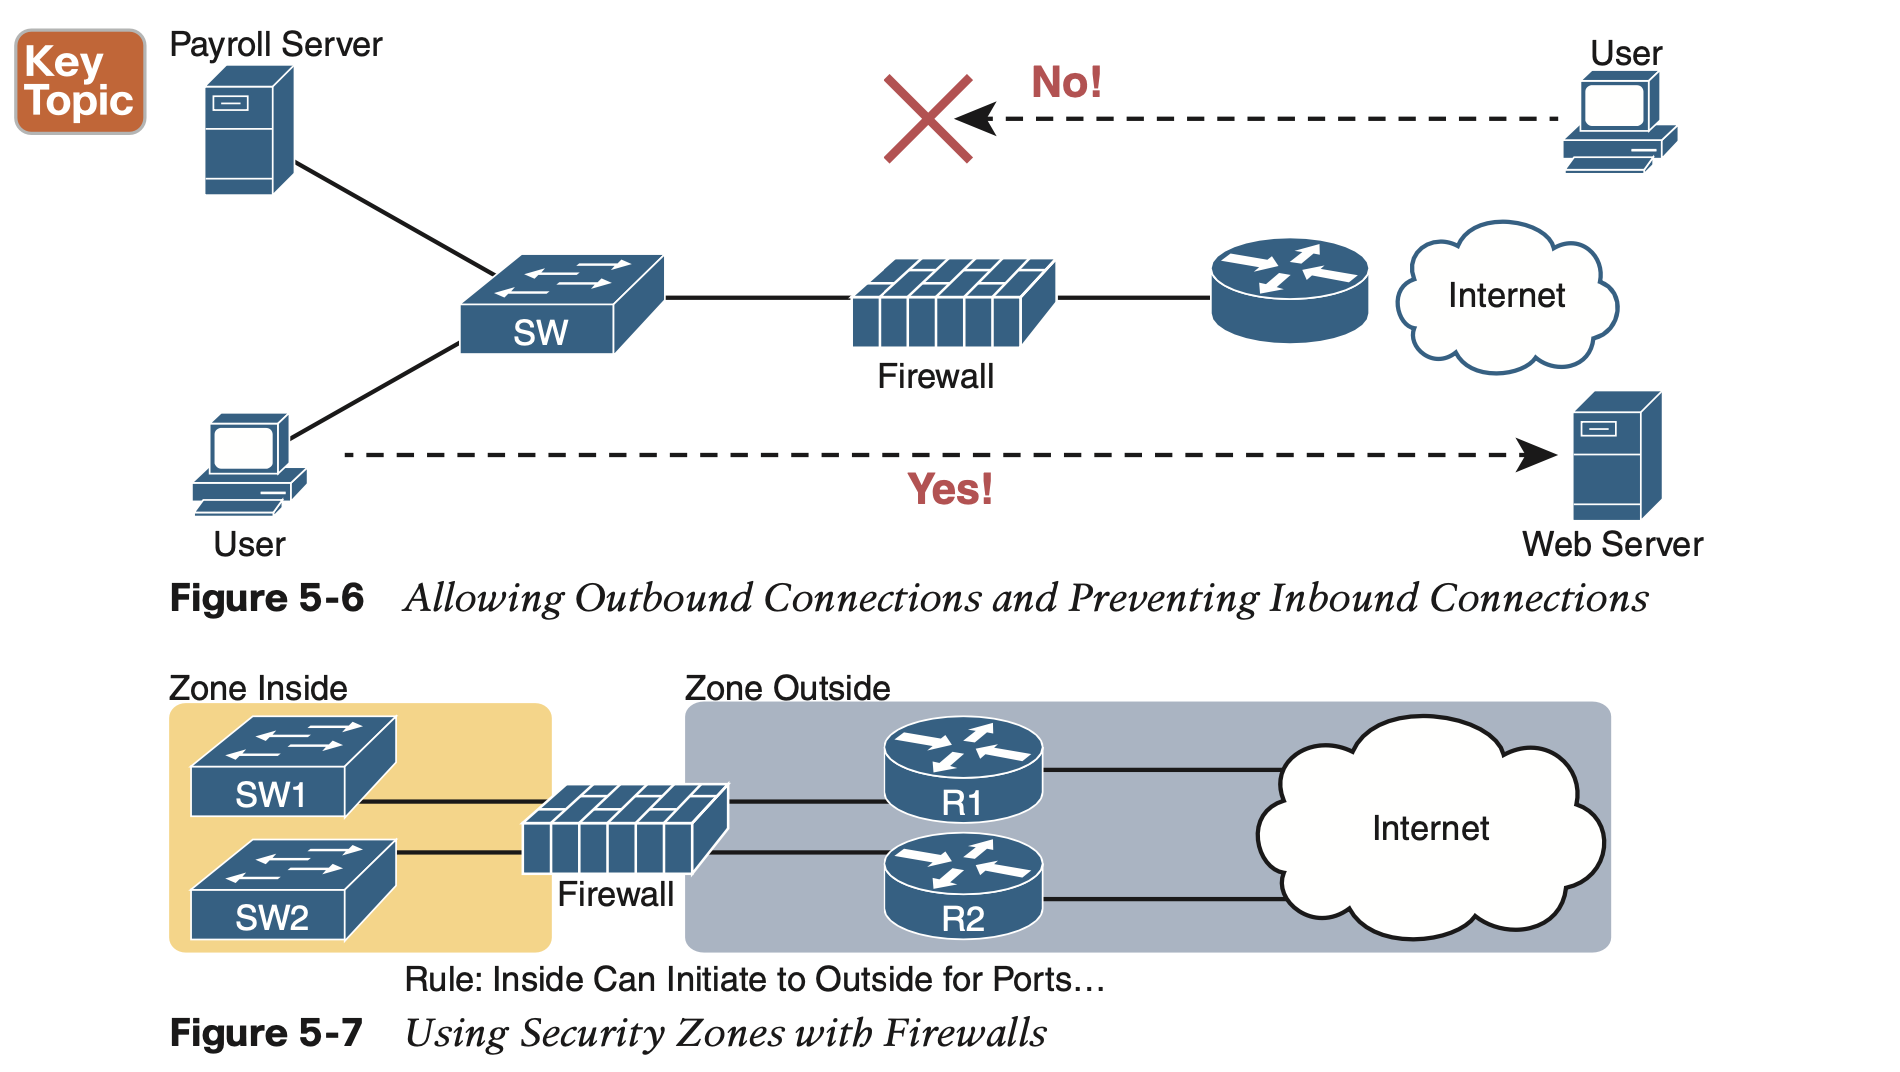 Key
Topic
Payroll Server
User
No!
SW
Internet
Firewall
Yes!
User
Web Server
Figure 5-6 Allowing Outbound Connections and Preventing Inbound Connections
Zone Inside
Zone Outside
SW1
R1
Internet
Firewall
SW2
R2
Rule: Inside Can Initiate to Outside for Ports...
Figure 5-7 Using Security Zones with Firewalls